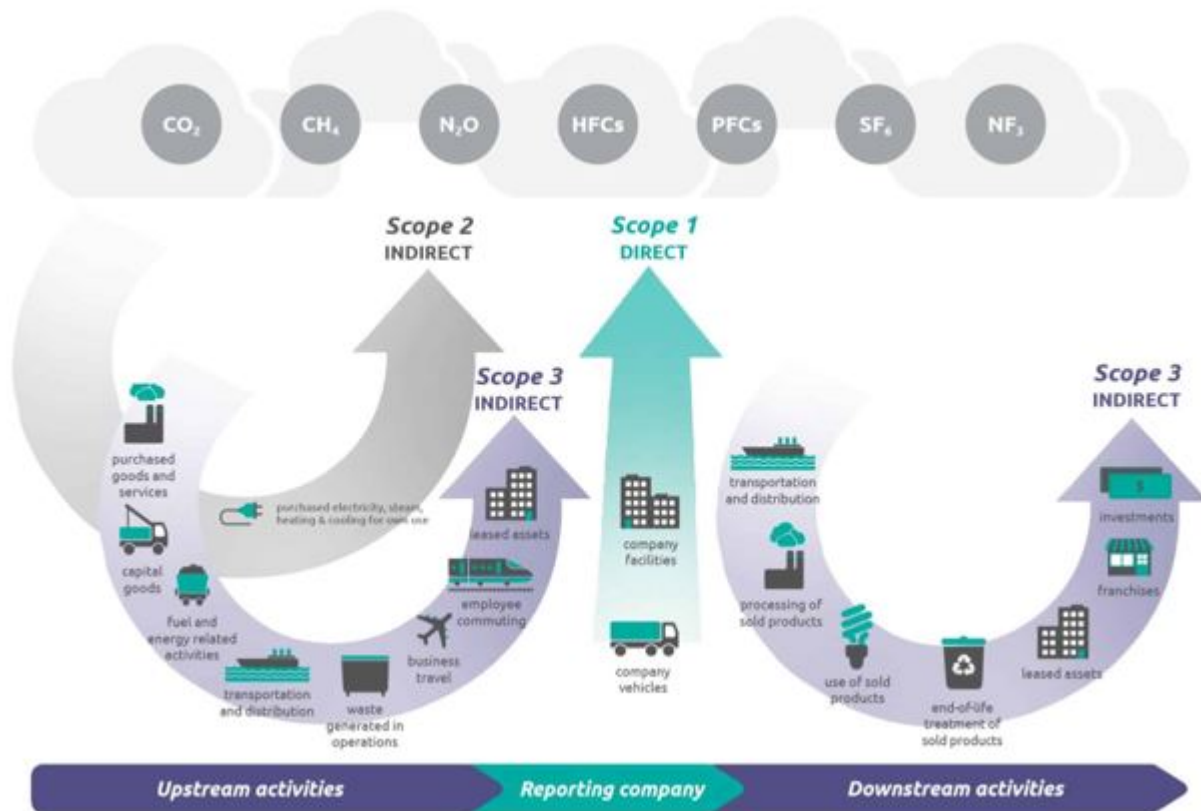 CO₂
CH₄
N₂O
HFCs
PFCs
SF₆
NF₃
Scope 2
INDIRECT
Scope 1
DIRECT
Scope 3
INDIRECT
Scope 3
INDIRECT
purchased
goods and
services
capital
goods
fuel and
energy related
activities
transportation
and distribution
waste
generated in
operations
business
travel
employee
commuting
leased assets
purchased electricity, steam,
heating & cooling for own use
company
facilities
company
vehicles
transportation
and distribution
processing of
sold products
use of sold
products
end-of-life
treatment of
sold products
leased assets
franchises
investments
$
Upstream activities
Reporting company
Downstream activities